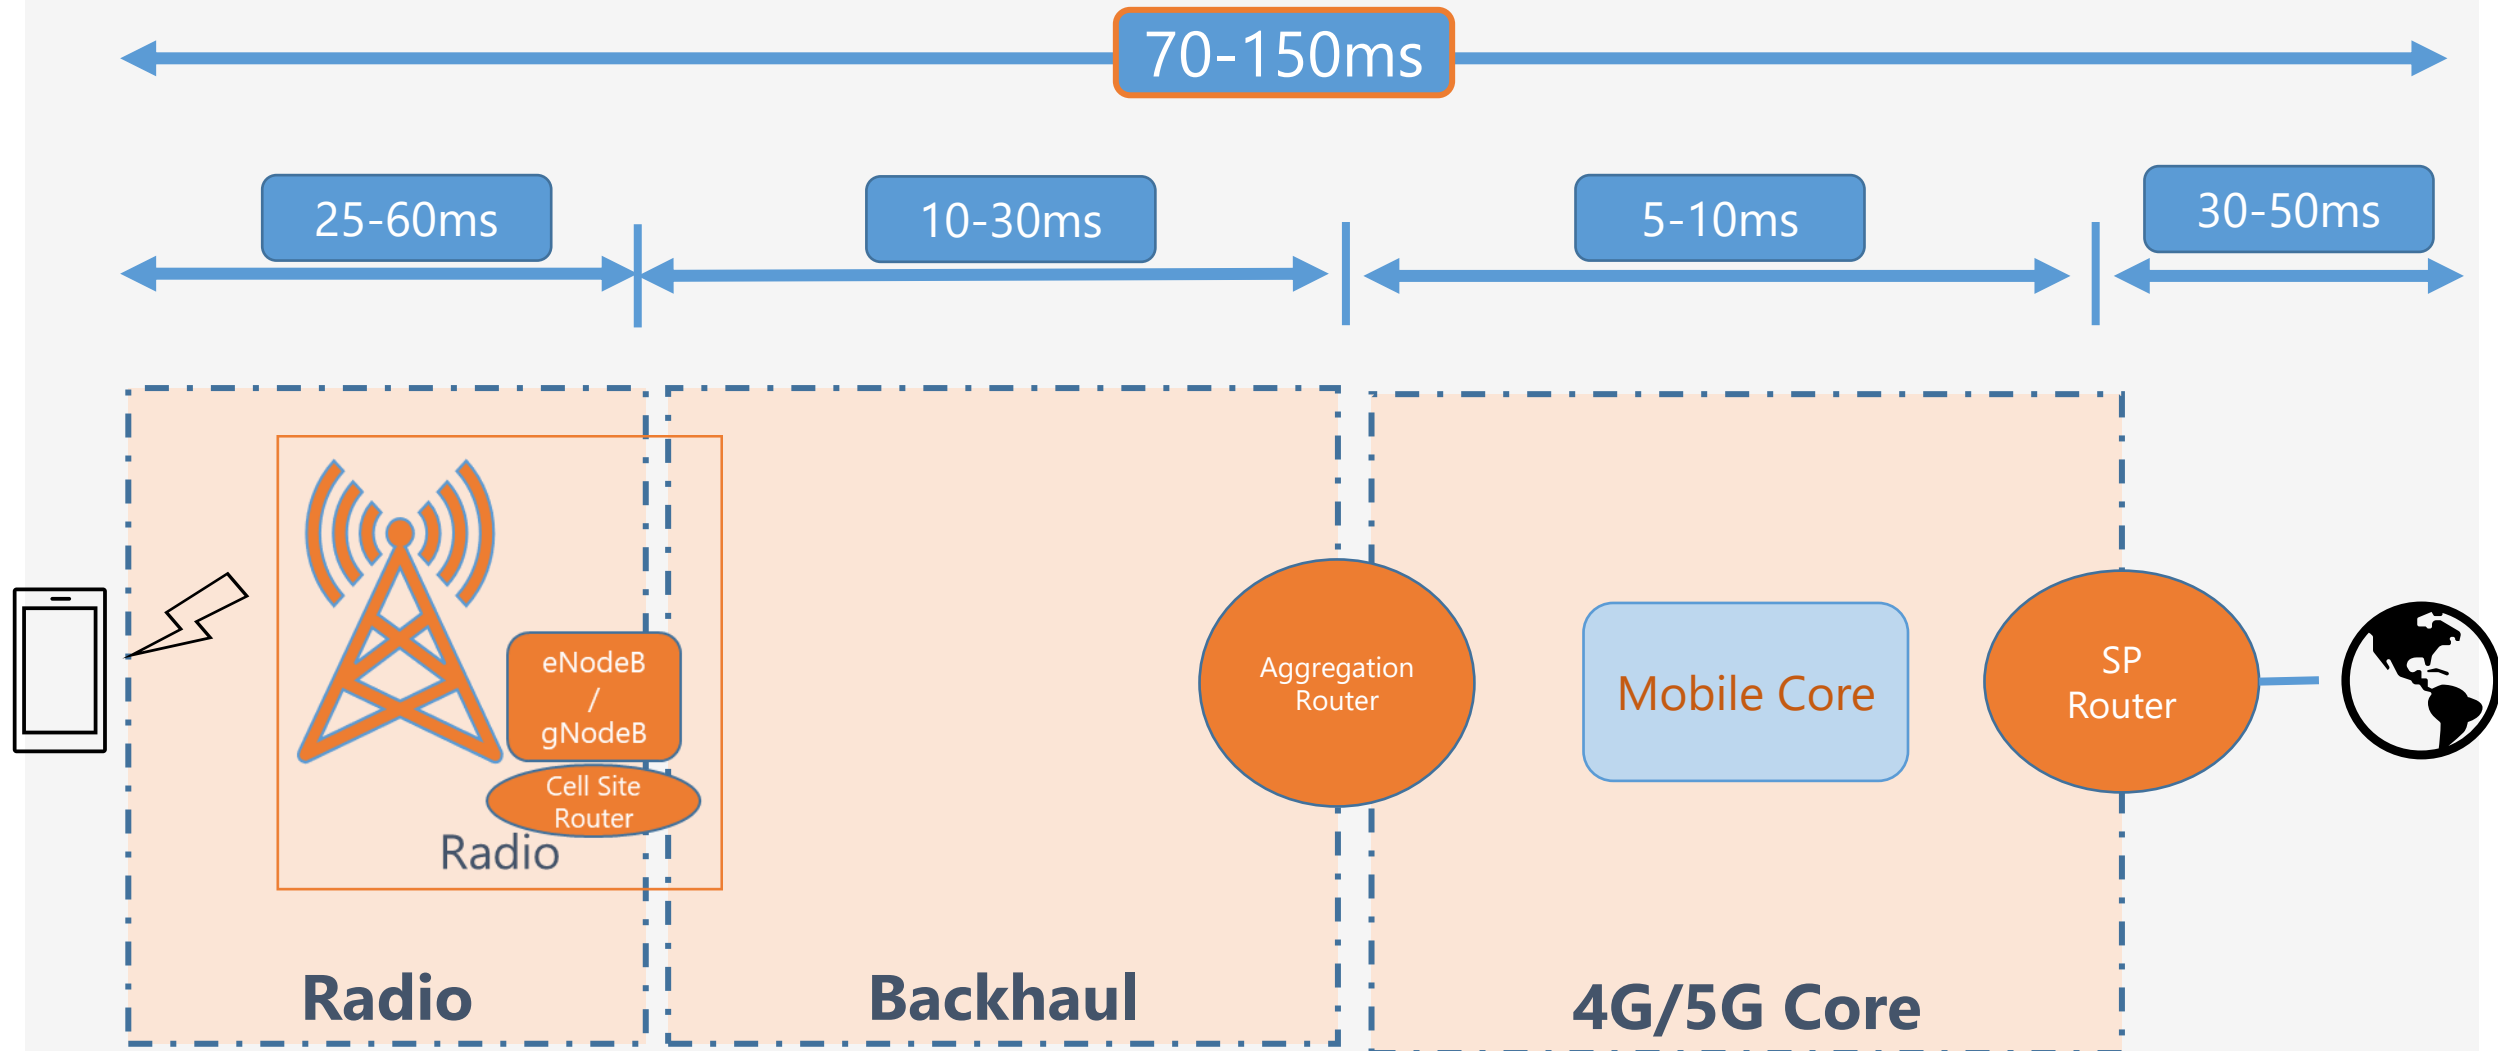 70-150ms
25-60ms
10-30ms
5-10ms
30-50ms
eNodeB
/
gNodeB
Cell Site
Router
Radio
Aggregation
Router
Mobile Core
SP
Router
Radio
Backhaul
4G/5G Core